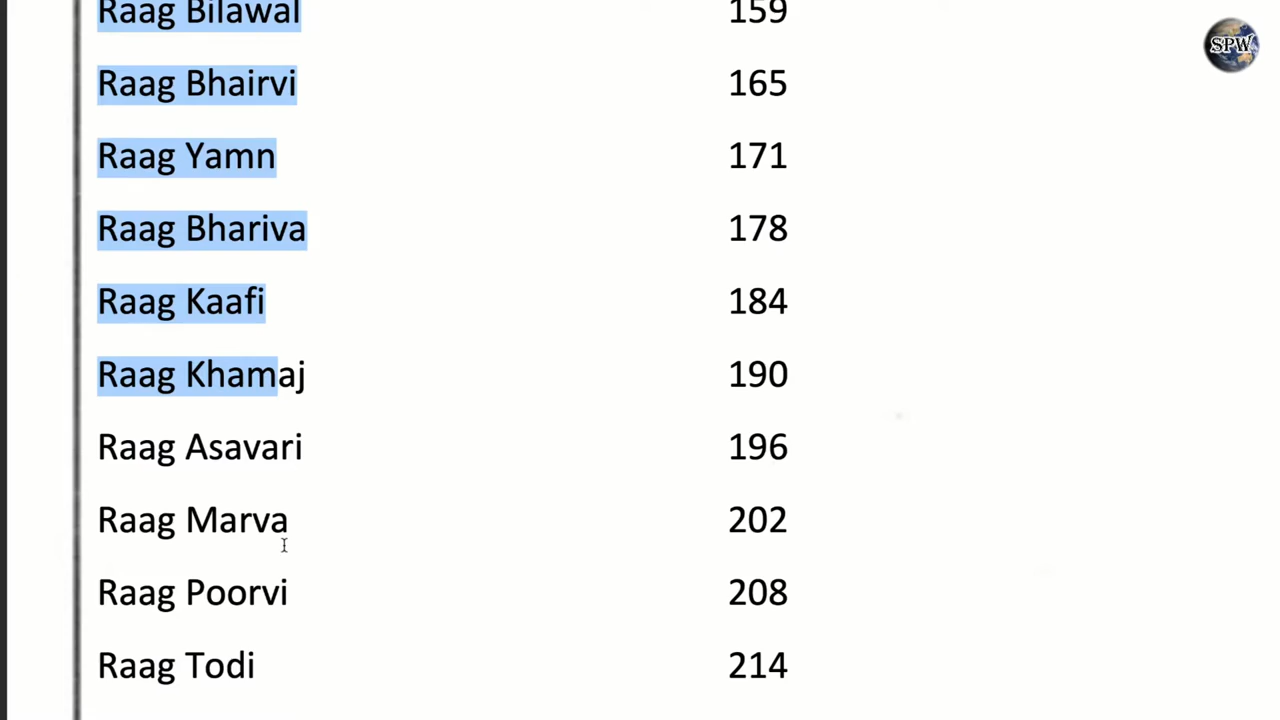 Raag Bilawal 159
SPW
Raag Bhairvi 165
Raag Yamn 171
Raag Bhariva 178
Raag Kaafi 184
Raag Khamaj 190
Raag Asavari 196
Raag Marva 202
Raag Poorvi 208
Raag Todi 214